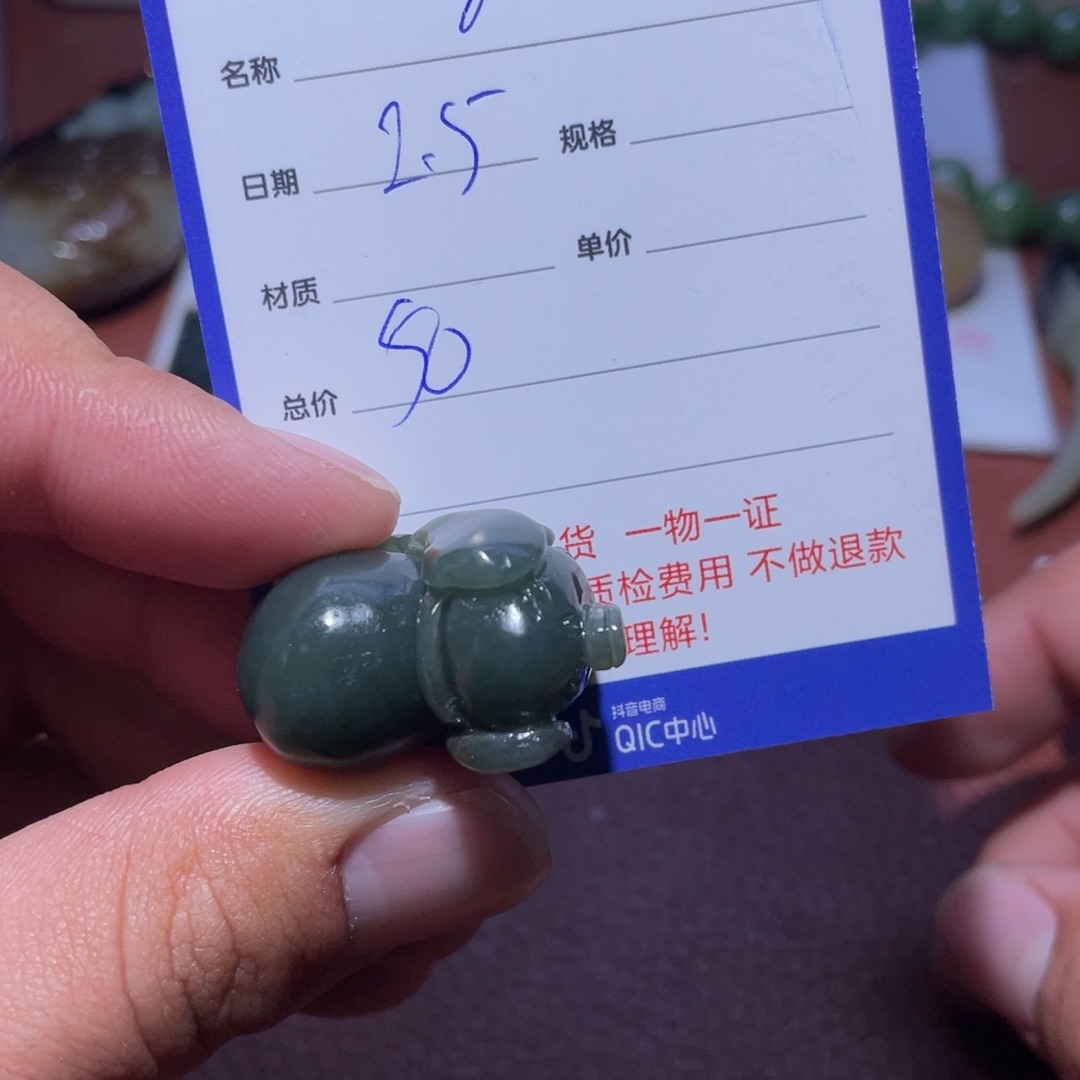 名称
日期 2.5 规格
材质 单价
总价 50
货 一物一证
质检费用 不做退款
理解!
抖音电商
QIC中心